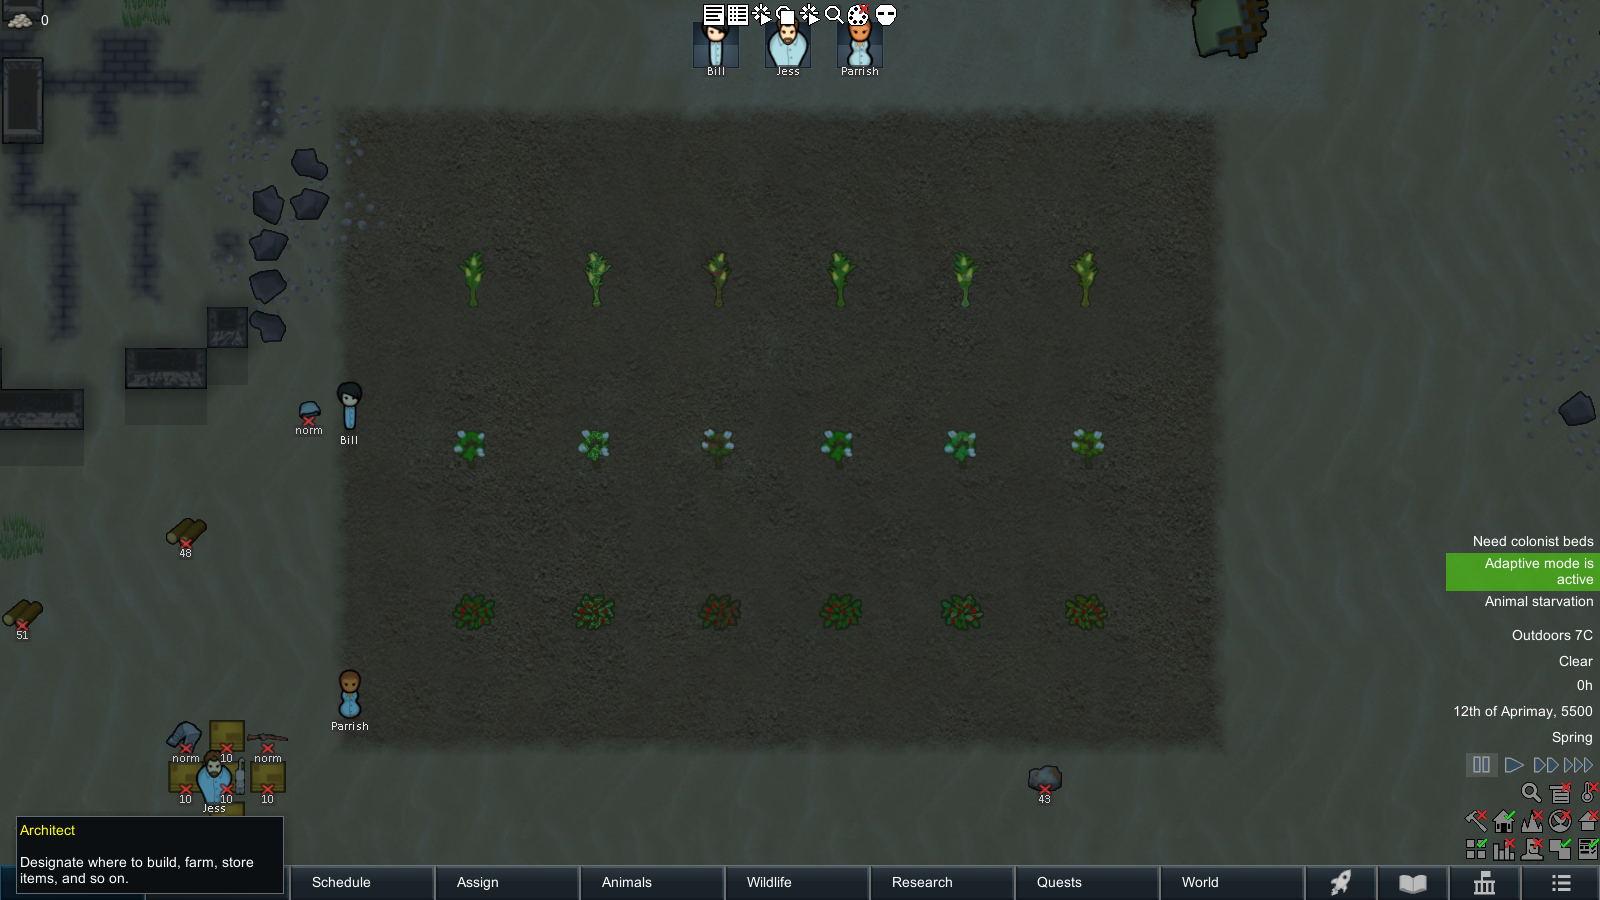 0
Bill
Jess
Parrish
norm
Bill
48
51
Parrish
norm
10
norm
10
10
10
Jess
43
Need colonist beds
Adaptive mode is
active
Animal starvation
Outdoors 7C
Clear
0h
12th of Aprimay, 5500
Spring
Architect
Designate where to build, farm, store
items, and so on.
Schedule
Assign
Animals
Wildlife
Research
Quests
World